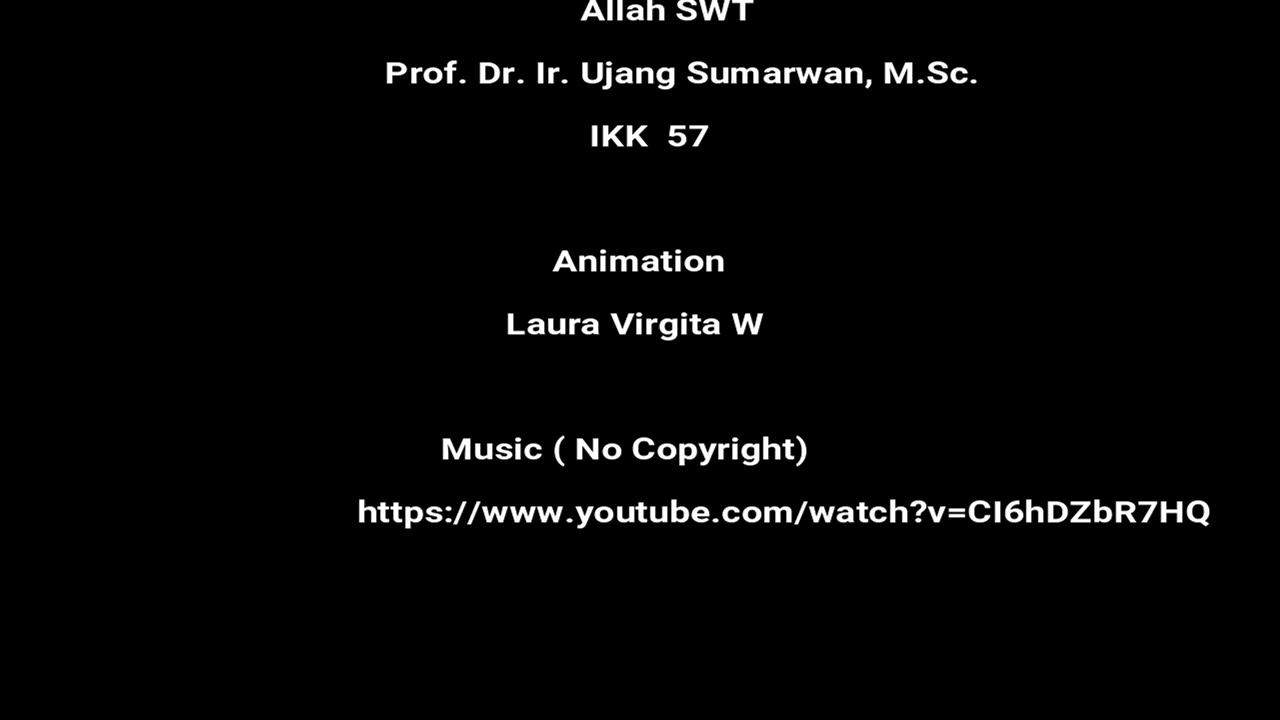 Allah SWT
Prof. Dr. Ir. Ujang Sumarwan, M.Sc.
IKK  57
Animation
Laura Virgita W
Music ( No Copyright)
https://www.youtube.com/watch?v=CI6hDZbR7HQ